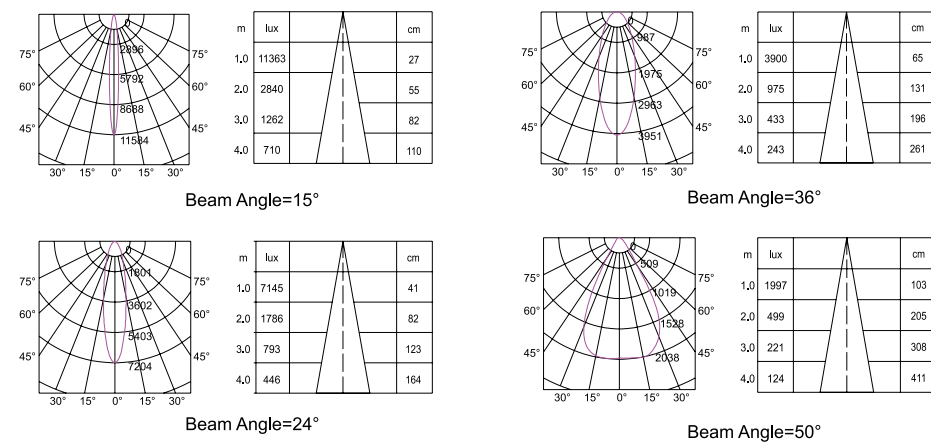 0
2896
5792
8688
11584
75°
60°
45°
30° 15° 0° 15° 30°
75°
60°
45°
m lux cm
1.0 11363 27
2.0 2840 55
3.0 1262 82
4.0 710 110
Beam Angle=15°
0
987
1975
2963
3951
75°
60°
45°
30° 15° 0° 15° 30°
75°
60°
45°
m lux cm
1.0 3900 65
2.0 975 131
3.0 433 196
4.0 243 261
Beam Angle=36°
0
1801
3602
5403
7204
75°
60°
45°
30° 15° 0° 15° 30°
75°
60°
45°
m lux cm
1.0 7145 41
2.0 1786 82
3.0 793 123
4.0 446 164
Beam Angle=24°
0
509
1019
1528
2038
75°
60°
45°
30° 15° 0° 15° 30°
75°
60°
45°
m lux cm
1.0 1997 103
2.0 499 205
3.0 221 308
4.0 124 411
Beam Angle=50°